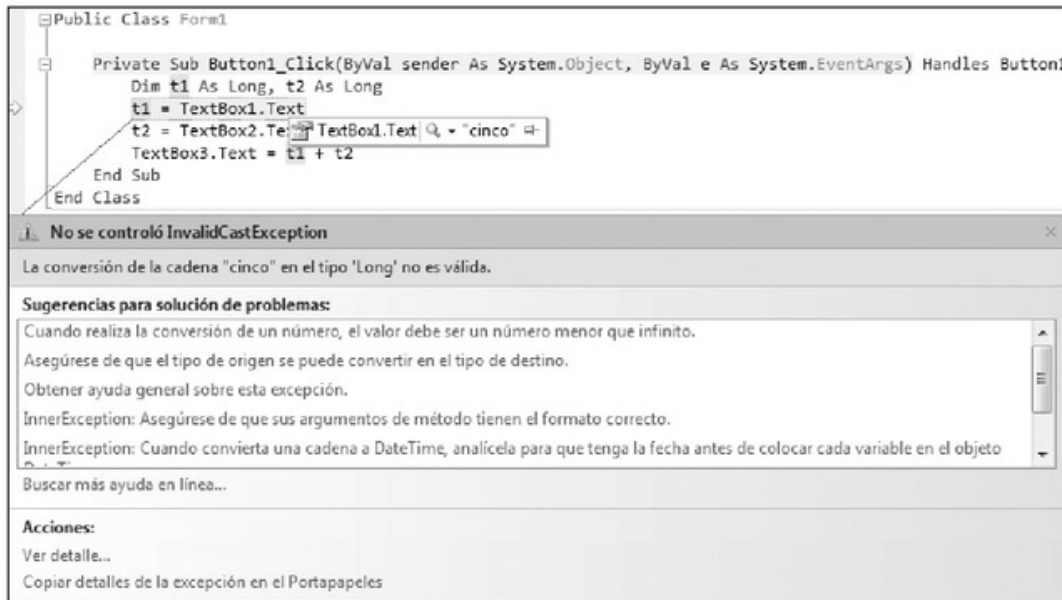 Public Class Form1
Private Sub Button1_Click(ByVal sender As System.Object, ByVal e As System.EventArgs) Handles Button1
Dim t1 As Long, t2 As Long
t1 = TextBox1.Text
t2 = TextBox2.Te TextBox1.Text "cinco"
TextBox3.Text = t1 + t2
End Sub
End Class
No se controló InvalidCastException
La conversión de la cadena "cinco" en el tipo 'Long' no es válida.
Sugerencias para solución de problemas:
Cuando realiza la conversión de un número, el valor debe ser un número menor que infinito.
Asegúrese de que el tipo de origen se puede convertir en el tipo de destino.
Obtener ayuda general sobre esta excepción.
InnerException: Asegúrese de que sus argumentos de método tienen el formato correcto.
InnerException: Cuando convierta una cadena a DateTime, analícela para que tenga la fecha antes de colocar cada variable en el objeto
Buscar más ayuda en línea...
Acciones:
Ver detalle...
Copiar detalles de la excepción en el Portapapeles